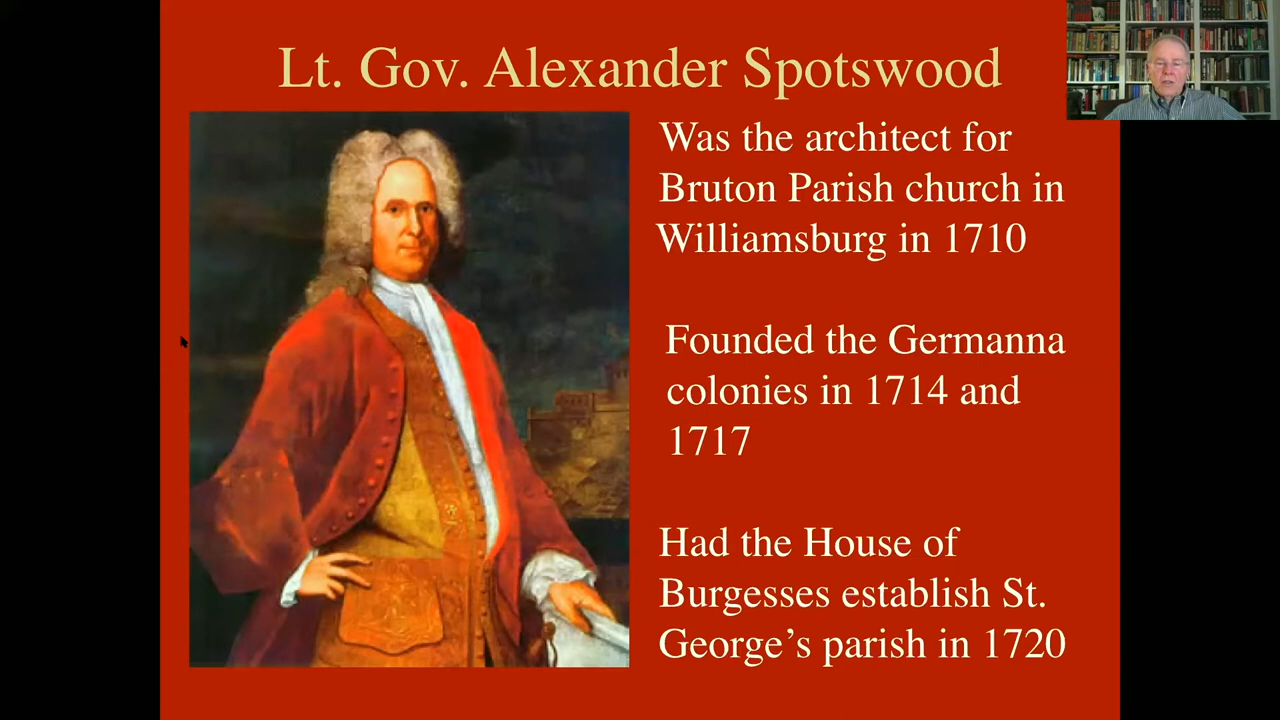 Lt. Gov. Alexander Spotswood
Was the architect for
Bruton Parish church in
Williamsburg in 1710
Founded the Germanna
colonies in 1714 and
1717
Had the House of
Burgesses establish St.
George’s parish in 1720